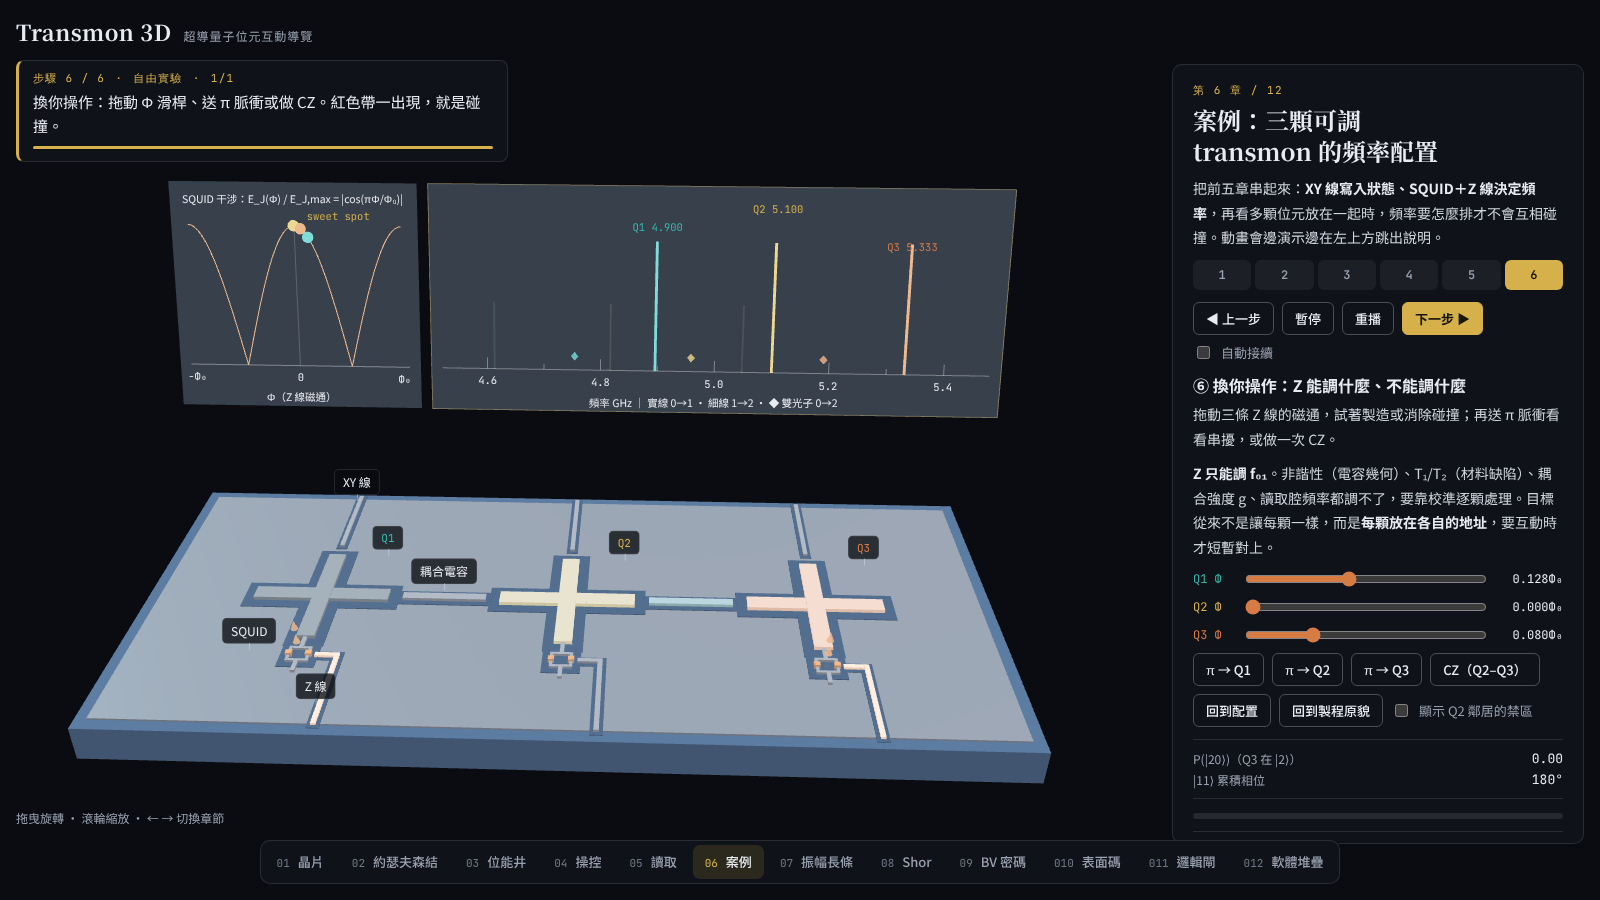 Transmon 3D 超導量子位元互動導覽
步驟 6 / 6 · 自由實驗 · 1/1
換你操作：拖動 Φ 滑桿、送 π 脈衝或做 CZ。紅色帶一出現，就是碰
撞。
SQUID 干涉：E_J(Φ) / E_J,max = |cos(πΦ/Φ₀)|
sweet spot
-Φ₀ 0 Φ₀
Φ（Z 線磁通）
Q1 4.900
Q2 5.100
Q3 5.333
4.6 4.8 5.0 5.2 5.4
頻率 GHz ｜ 實線 0→1 · 細線 1→2 · ◆ 雙光子 0→2
XY 線
Q1
Q2
Q3
耦合電容
SQUID
Z 線
拖曳旋轉 · 滾輪縮放 · ← → 切換章節
第 6 章 / 12
案例：三顆可調
transmon 的頻率配置
把前五章串起來：XY 線寫入狀態、SQUID＋Z 線決定頻
率，再看多顆位元放在一起時，頻率要怎麼排才不會互相碰
撞。動畫會邊演示邊在左上方跳出說明。
1 2 3 4 5 6
◀ 上一步 暫停 重播 下一步 ▶
自動接續
⑥ 換你操作：Z 能調什麼、不能調什麼
拖動三條 Z 線的磁通，試著製造或消除碰撞；再送 π 脈衝看
看串擾，或做一次 CZ。
Z 只能調 f₀₁。非諧性（電容幾何）、T₁/T₂（材料缺陷）、耦
合強度 g、讀取腔頻率都調不了，要靠校準逐顆處理。目標
從來不是讓每顆一樣，而是每顆放在各自的地址，要互動時
才短暫對上。
Q1 Φ 0.128Φ₀
Q2 Φ 0.000Φ₀
Q3 Φ 0.080Φ₀
π → Q1 π → Q2 π → Q3 CZ（Q2–Q3）
回到配置 回到製程原貌 顯示 Q2 鄰居的禁區
P(|20⟩)（Q3 在 |2⟩） 0.00
|11⟩ 累積相位 180°
01 晶片 02 約瑟夫森結 03 位能井 04 操控 05 讀取 06 案例 07 振幅長條 08 Shor 09 BV 密碼 010 表面碼 011 邏輯閘 012 軟體堆疊